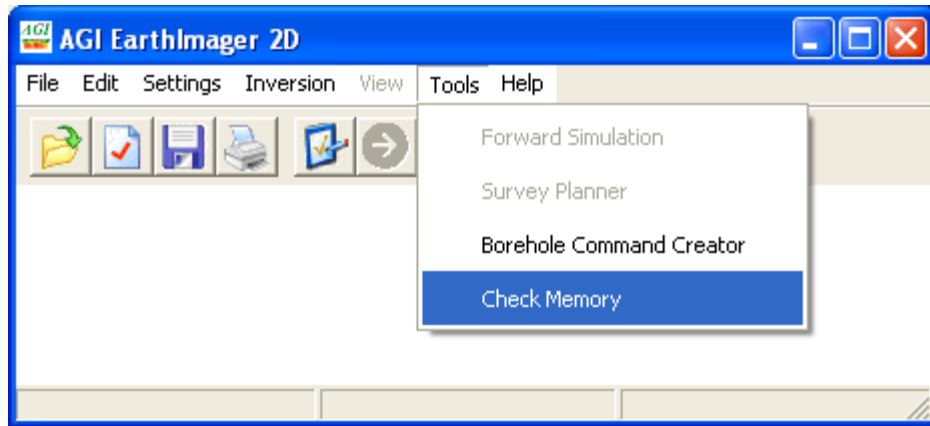 AGI AGI EarthImager 2D
File Edit Settings Inversion View Tools Help
Forward Simulation
Survey Planner
Borehole Command Creator
Check Memory